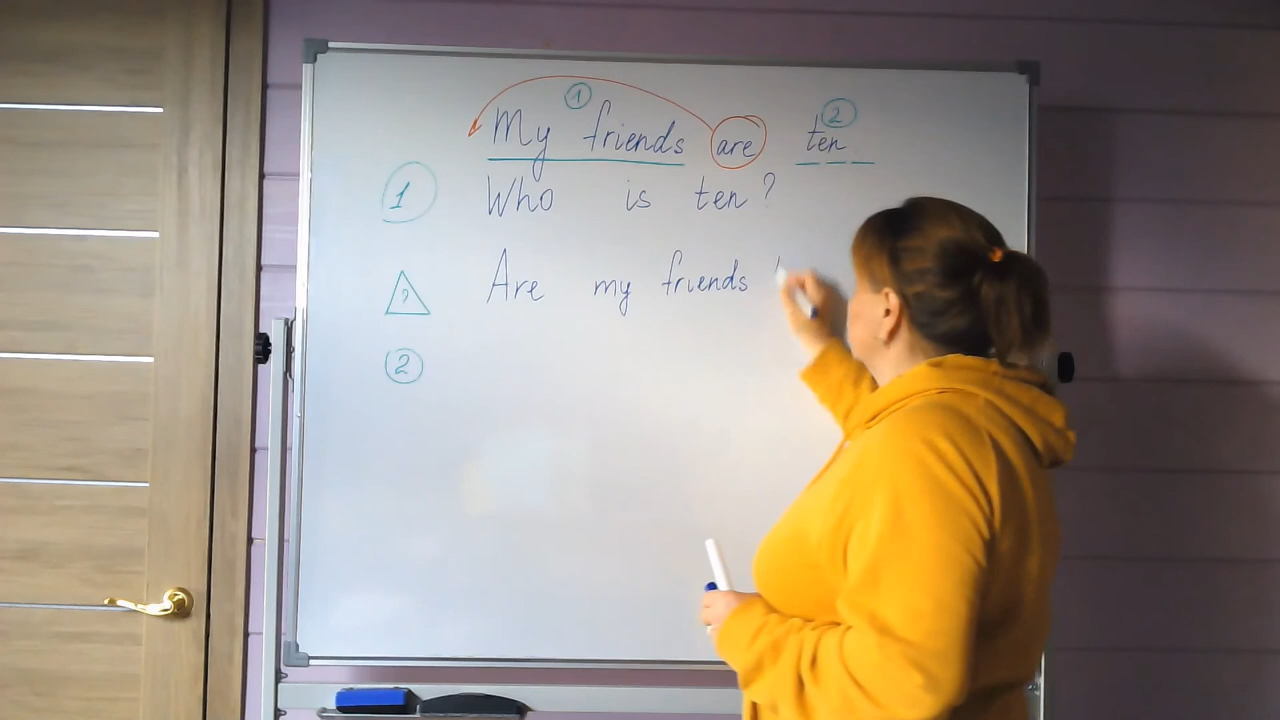 1 2
My friends are ten
1 Who is ten?
? Are my friends
2